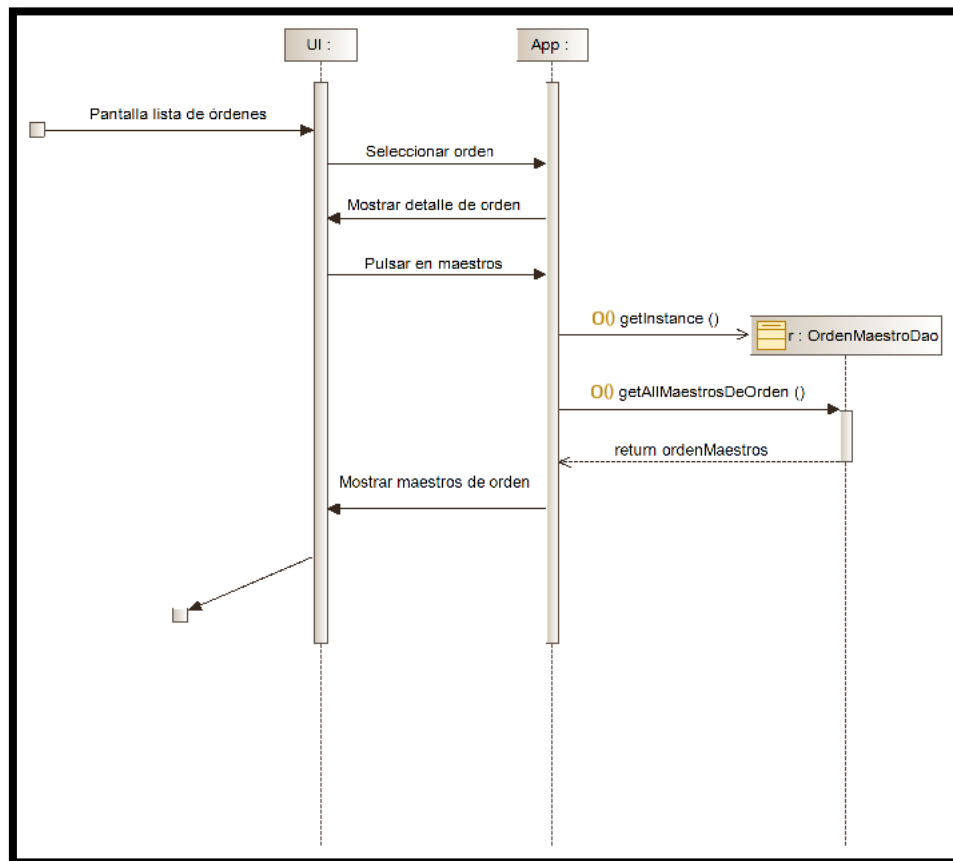 UI :
App :
Pantalla lista de órdenes
Seleccionar orden
Mostrar detalle de orden
Pulsar en maestros
O() getInstance ()
r : OrdenMaestroDao
O() getAllMaestrosDeOrden ()
return ordenMaestros
Mostrar maestros de orden